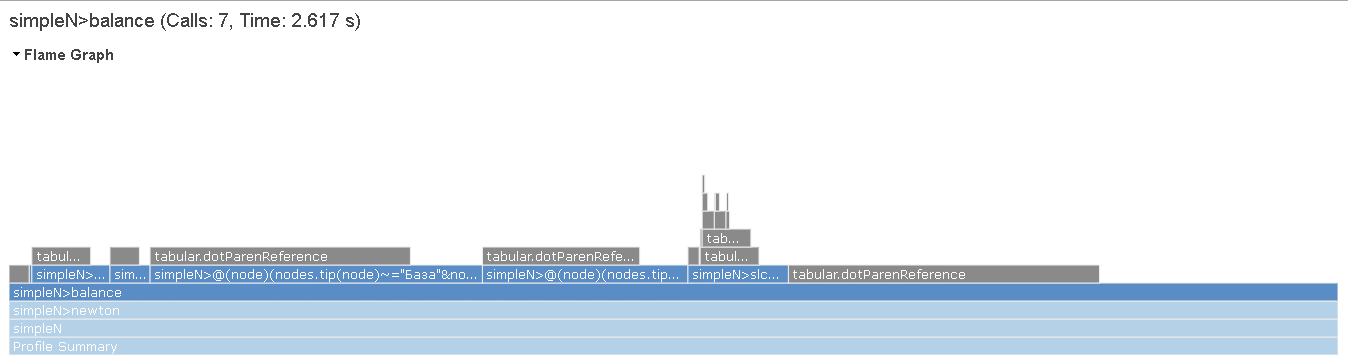 simpleN>balance (Calls: 7, Time: 2.617 s)
Flame Graph
tab...
tabul...
tabular.dotParenReference
tabular.dotParenRefe...
tabul...
simpleN>...
sim...
simpleN>@(node)(nodes.tip(node)~="База"&no...
simpleN>@(node)(nodes.tip...
simpleN>slc...
tabular.dotParenReference
simpleN>balance
simpleN>newton
simpleN
Profile Summary